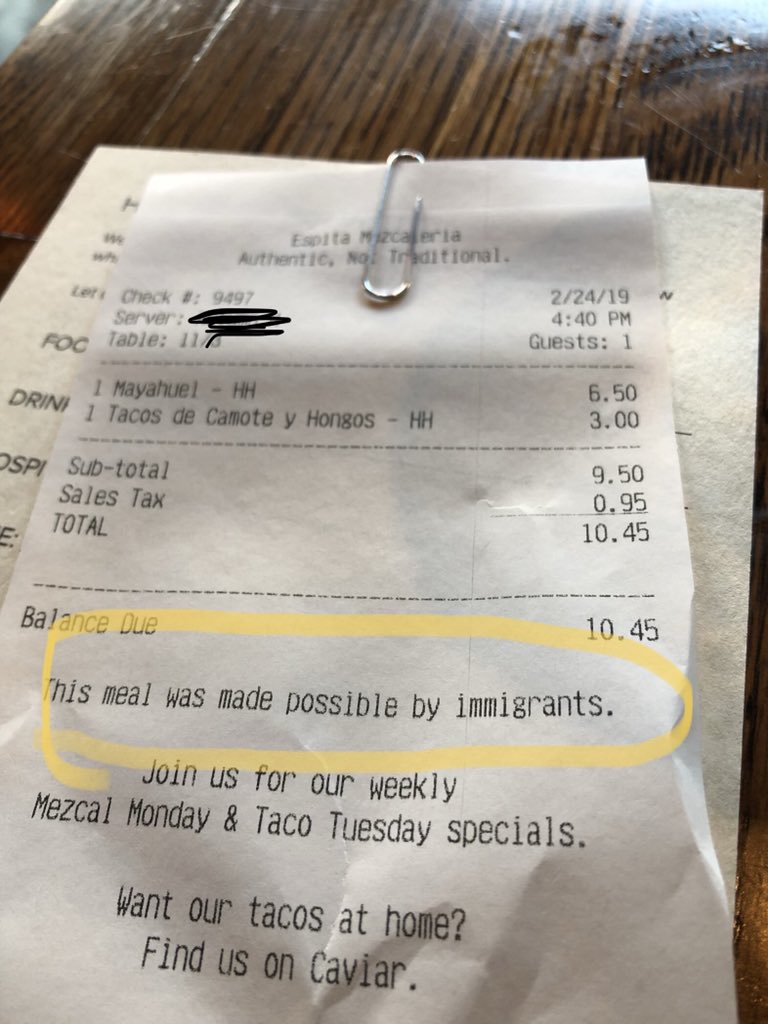 Espita Mezcaleria
Authentic, Not Traditional.
Check #: 9497
2/24/19
Server:
4:40 PM
Table:
Guests: 1
1 Mayahuel - HH
6.50
1 Tacos de Camote y Hongos - HH
3.00
Sub-total
9.50
Sales Tax
0.95
TOTAL
10.45
Balance Due
10.45
This meal was made possible by immigrants.
Join us for our weekly
Mezcal Monday & Taco Tuesday specials.
Want our tacos at home?
Find us on Caviar.